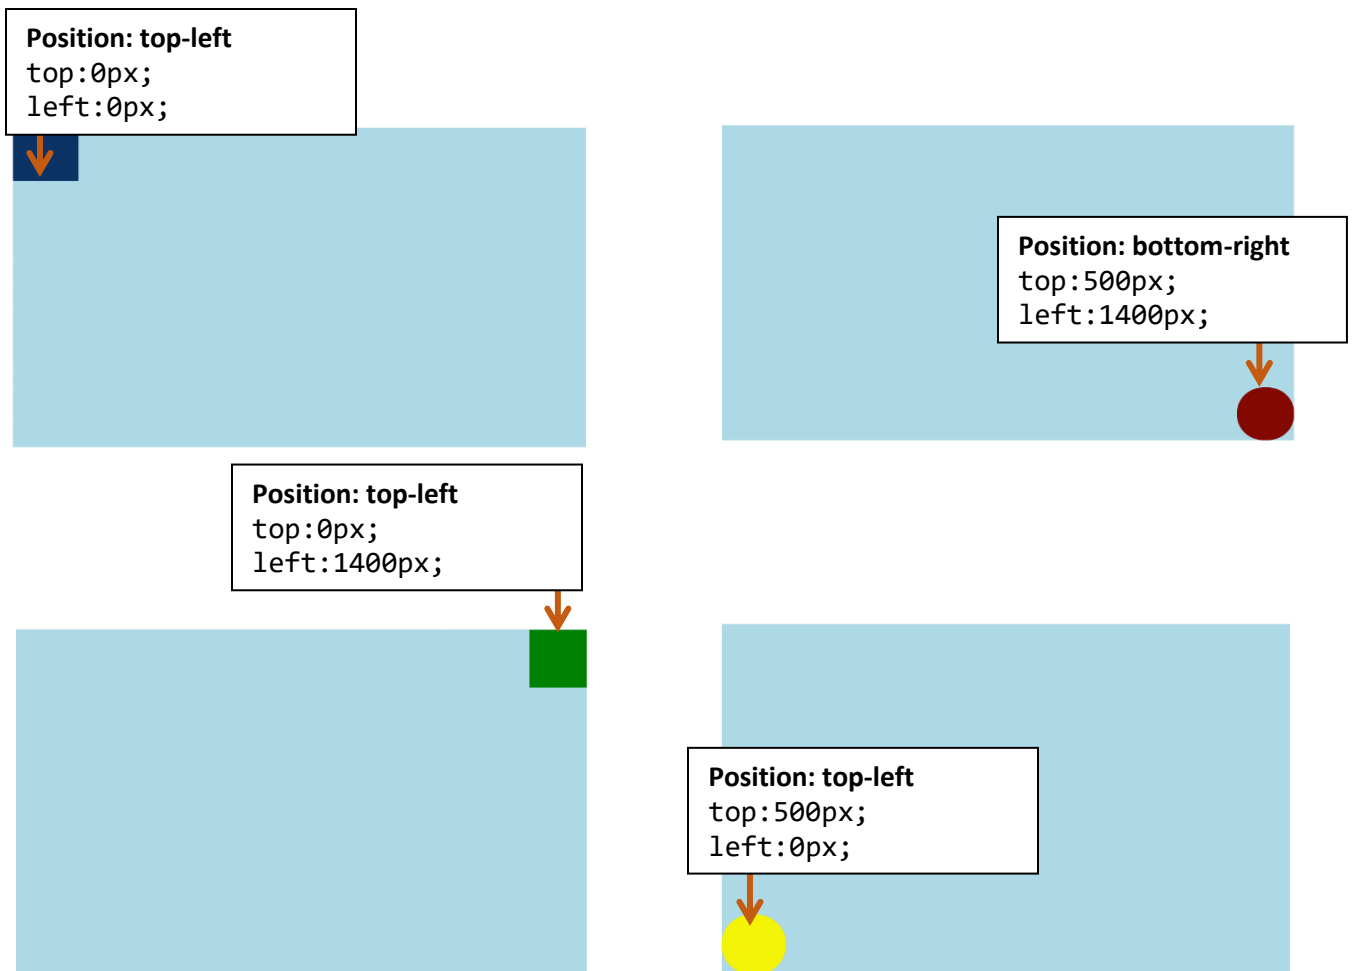 Position: top-left
top:0px;
left:0px;
Position: bottom-right
top:500px;
left:1400px;
Position: top-left
top:0px;
left:1400px;
Position: top-left
top:500px;
left:0px;